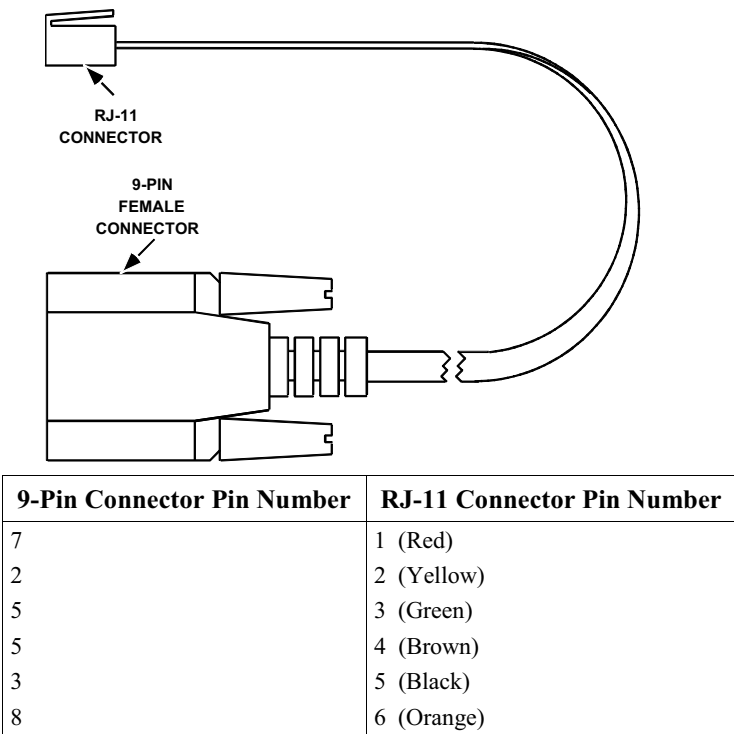 RJ-11
CONNECTOR
9-PIN
FEMALE
CONNECTOR
9-Pin Connector Pin Number RJ-11 Connector Pin Number
7 1 (Red)
2 2 (Yellow)
5 3 (Green)
5 4 (Brown)
3 5 (Black)
8 6 (Orange)